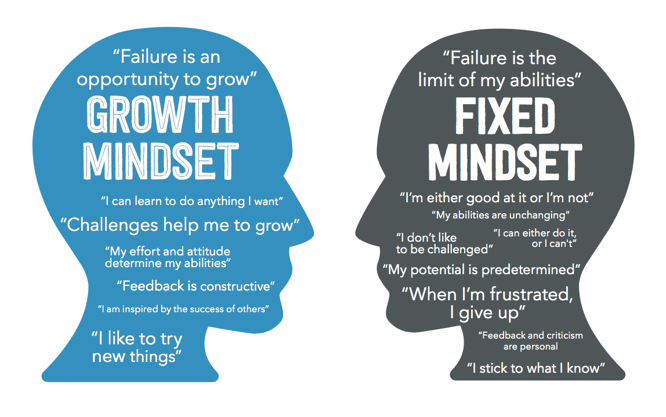 “Failure is an
opportunity to grow”
GROWTH
MINDSET
“I can learn to do anything I want”
“Challenges help me to grow”
“My effort and attitude
determine my abilities”
“Feedback is constructive”
“I am inspired by the success of others”
“I like to try
new things”
“Failure is the
limit of my abilities”
FIXED
MINDSET
“I’m either good at it or I’m not”
“My abilities are unchanging”
“I don’t like
to be challenged”
“I can either do it,
or I can’t”
“My potential is predetermined”
“When I’m frustrated,
I give up”
“Feedback and criticism
are personal
“I stick to what I know”